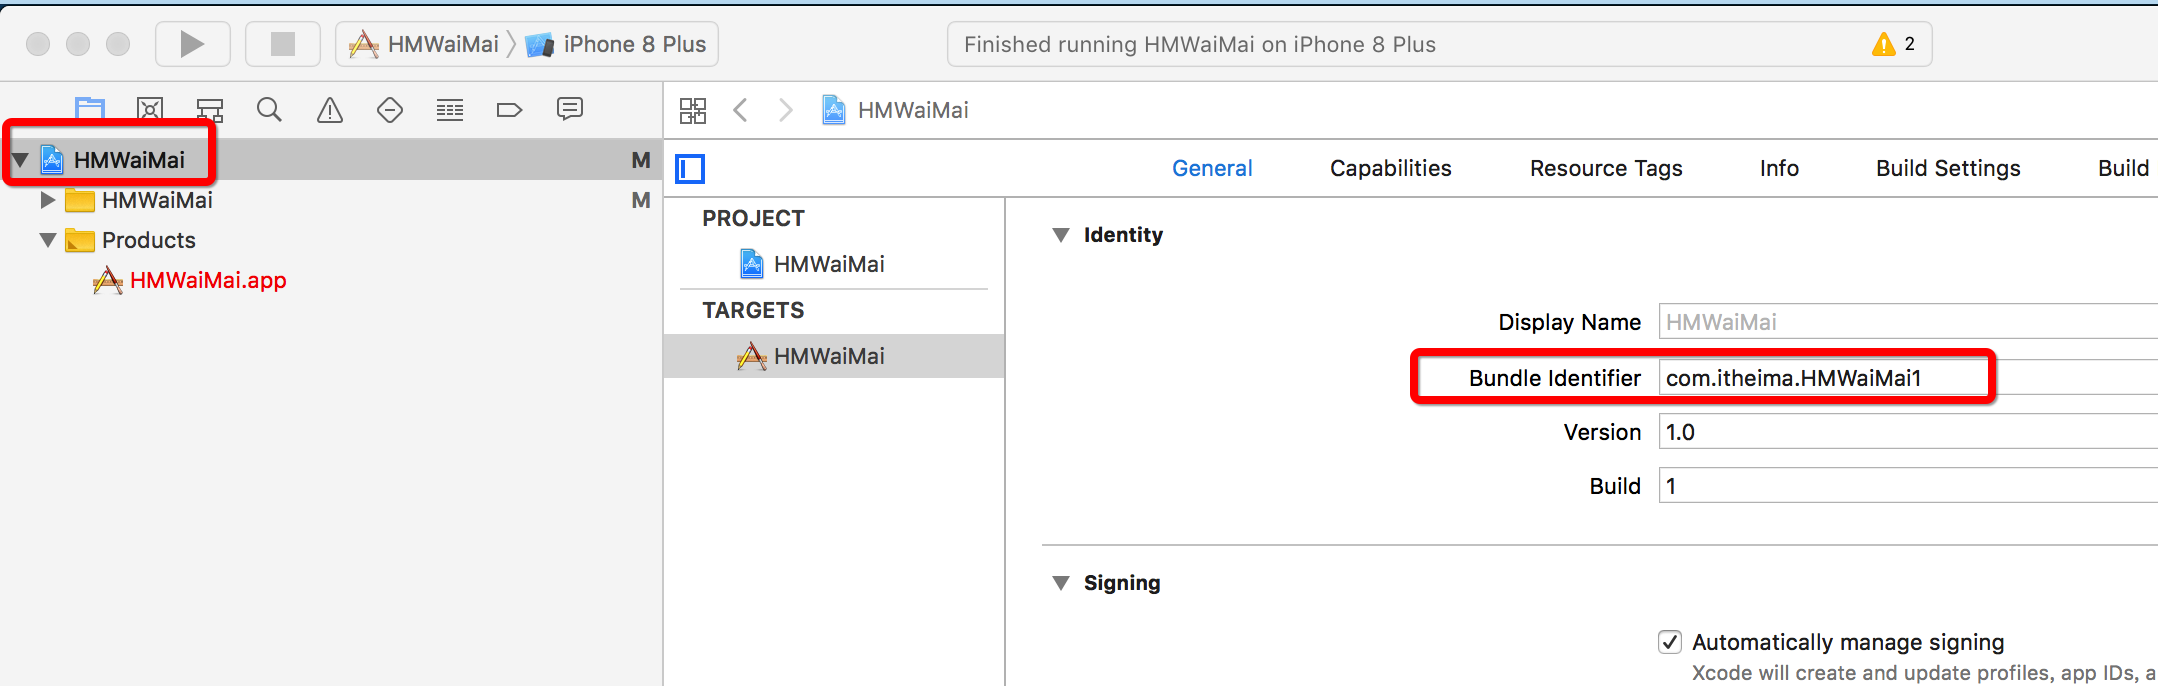 HMWaiMai iPhone 8 Plus Finished running HMWaiMai on iPhone 8 Plus 2
HMWaiMai
HMWaiMai M
HMWaiMai M
Products
HMWaiMai.app
General Capabilities Resource Tags Info Build Settings Build
PROJECT
HMWaiMai
TARGETS
HMWaiMai
Identity
Display Name HMWaiMai
Bundle Identifier com.itheima.HMWaiMai1
Version 1.0
Build 1
Signing
Automatically manage signing
Xcode will create and update profiles, app IDs, a